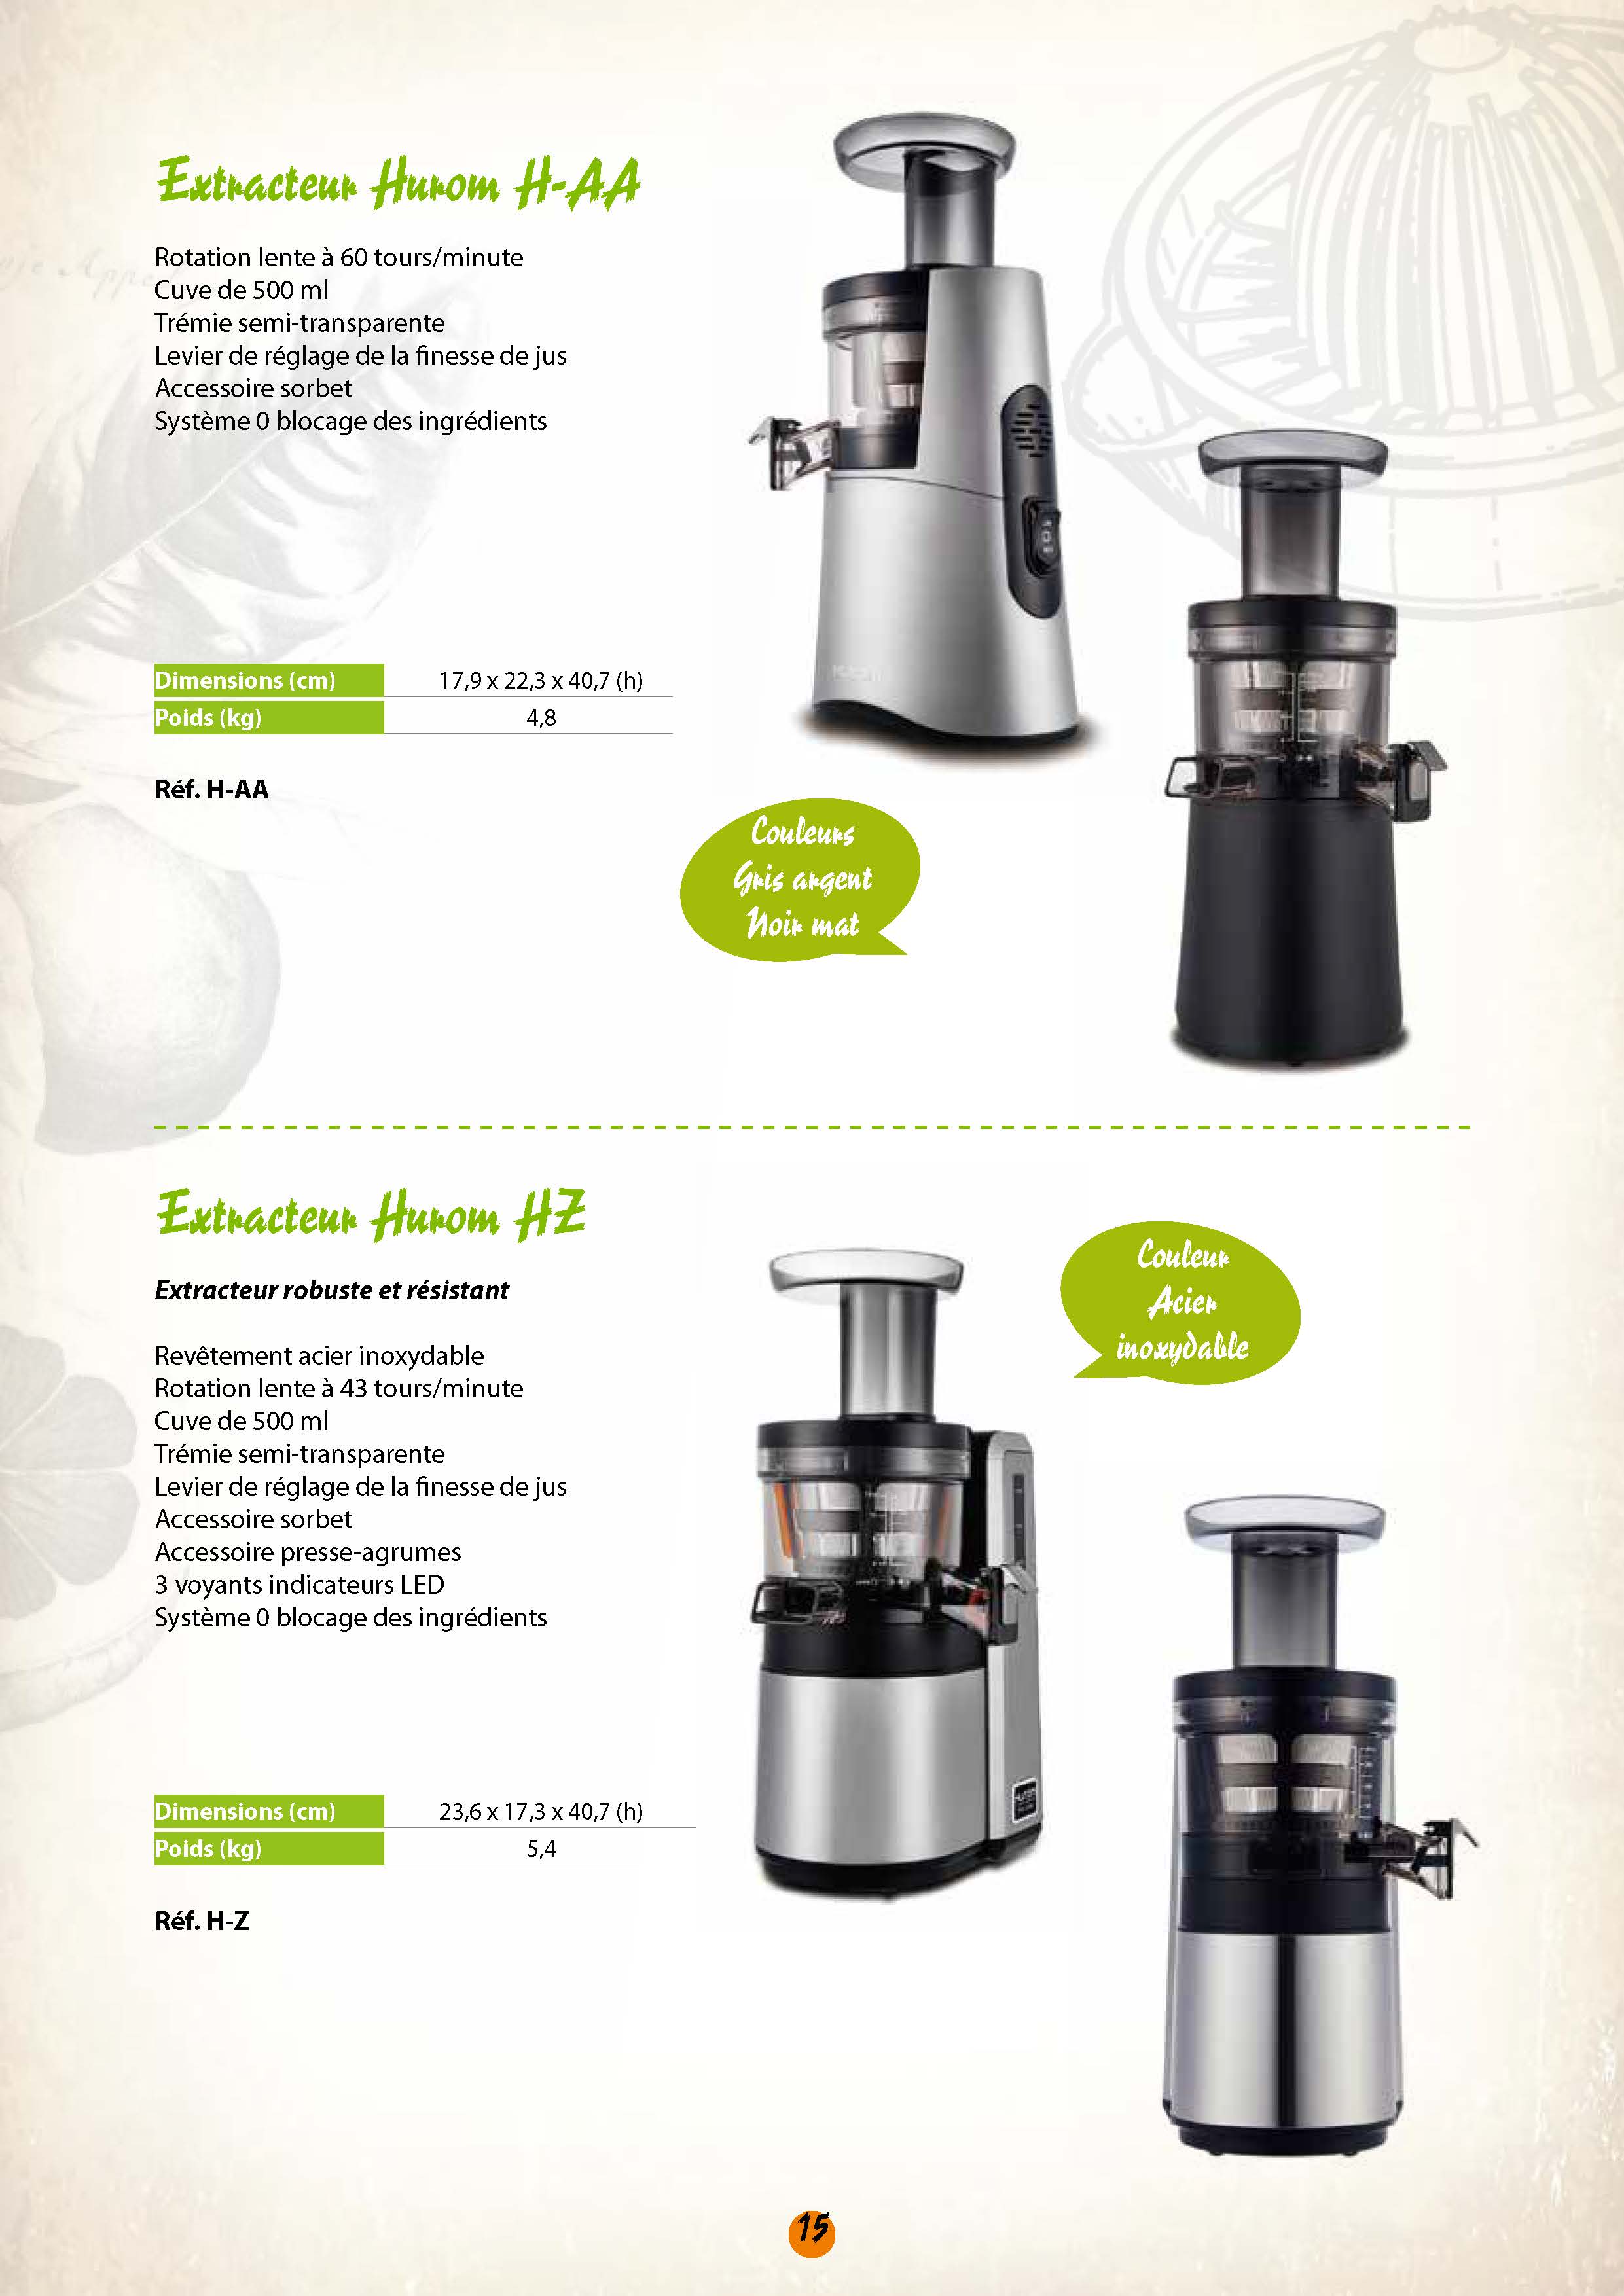 Extracteur Hurom H-AA
Rotation lente à 60 tours/minute
Cuve de 500 ml
Trémie semi-transparente
Levier de réglage de la finesse de jus
Accessoire sorbet
Système 0 blocage des ingrédients
Dimensions (cm) 17,9 x 22,3 x 40,7 (h)
Poids (kg) 4,8
Réf. H-AA
Couleurs
Gris argent
Noir mat
Extracteur Hurom HZ
Extracteur robuste et résistant
Revêtement acier inoxydable
Rotation lente à 43 tours/minute
Cuve de 500 ml
Trémie semi-transparente
Levier de réglage de la finesse de jus
Accessoire sorbet
Accessoire presse-agrumes
3 voyants indicateurs LED
Système 0 blocage des ingrédients
Couleur
Acier
inoxydable
Dimensions (cm) 23,6 x 17,3 x 40,7 (h)
Poids (kg) 5,4
Réf. H-Z
15